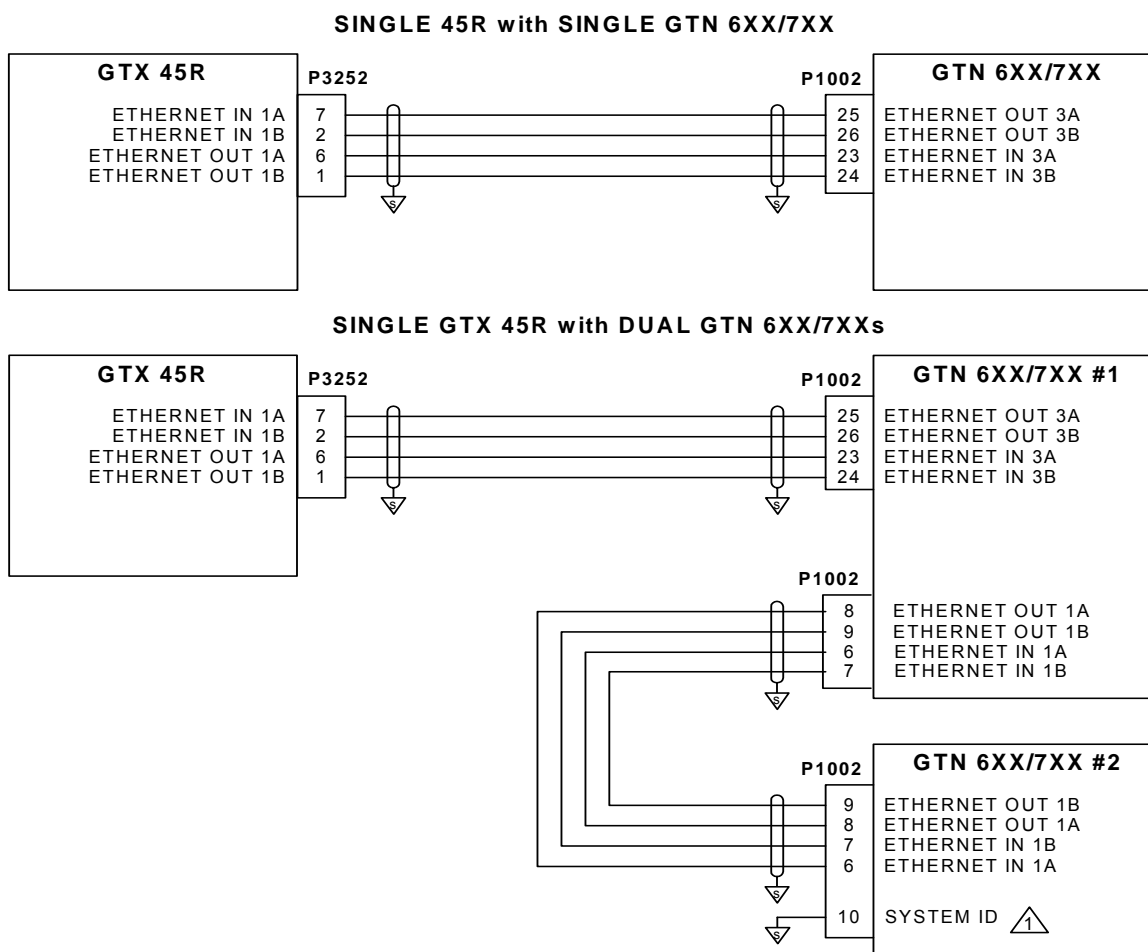 SINGLE 45R with SINGLE GTN 6XX/7XX
GTX 45R P3252 P1002 GTN 6XX/7XX
ETHERNET IN 1A 7 25 ETHERNET OUT 3A
ETHERNET IN 1B 2 26 ETHERNET OUT 3B
ETHERNET OUT 1A 6 23 ETHERNET IN 3A
ETHERNET OUT 1B 1 24 ETHERNET IN 3B
S S
SINGLE GTX 45R with DUAL GTN 6XX/7XXs
GTX 45R P3252 P1002 GTN 6XX/7XX #1
ETHERNET IN 1A 7 25 ETHERNET OUT 3A
ETHERNET IN 1B 2 26 ETHERNET OUT 3B
ETHERNET OUT 1A 6 23 ETHERNET IN 3A
ETHERNET OUT 1B 1 24 ETHERNET IN 3B
S S
P1002
8 ETHERNET OUT 1A
9 ETHERNET OUT 1B
6 ETHERNET IN 1A
7 ETHERNET IN 1B
S
P1002 GTN 6XX/7XX #2
9 ETHERNET OUT 1B
8 ETHERNET OUT 1A
7 ETHERNET IN 1B
6 ETHERNET IN 1A
S
10 SYSTEM ID 1
S